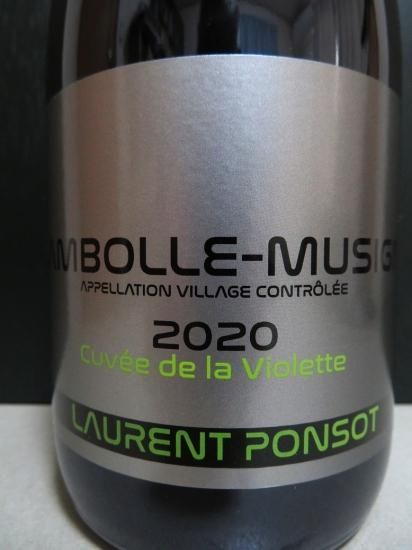 AMBOLLE-MUSIG
APPELLATION VILLAGE CONTRÔLÉE
2020
Cuvée de la Violette
LAURENT PONSOT